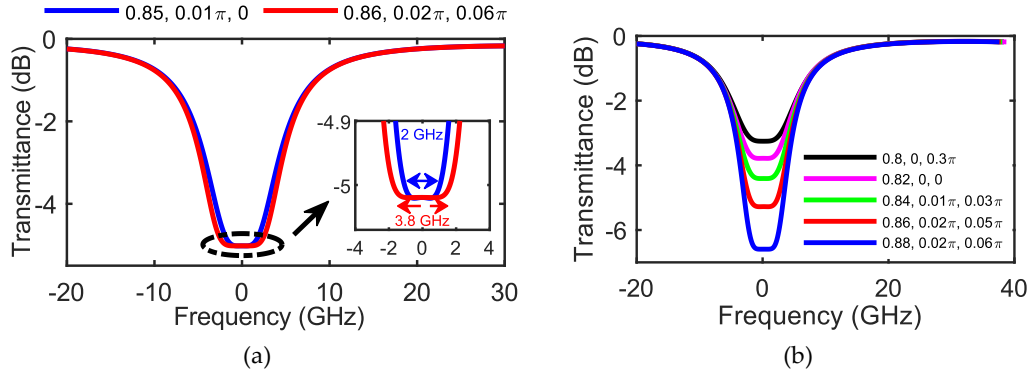 0.85, 0.01π, 0
0.86, 0.02π, 0.06π
Transmittance (dB)
0
-2
-4
-20
-10
0
10
20
30
Frequency (GHz)
-4.9
-5
2 GHz
3.8 GHz
-4
-2
0
2
4
(a)
Transmittance (dB)
0
-2
-4
-6
0.8, 0, 0.3π
0.82, 0, 0
0.84, 0.01π, 0.03π
0.86, 0.02π, 0.05π
0.88, 0.02π, 0.06π
-20
0
20
40
Frequency (GHz)
(b)